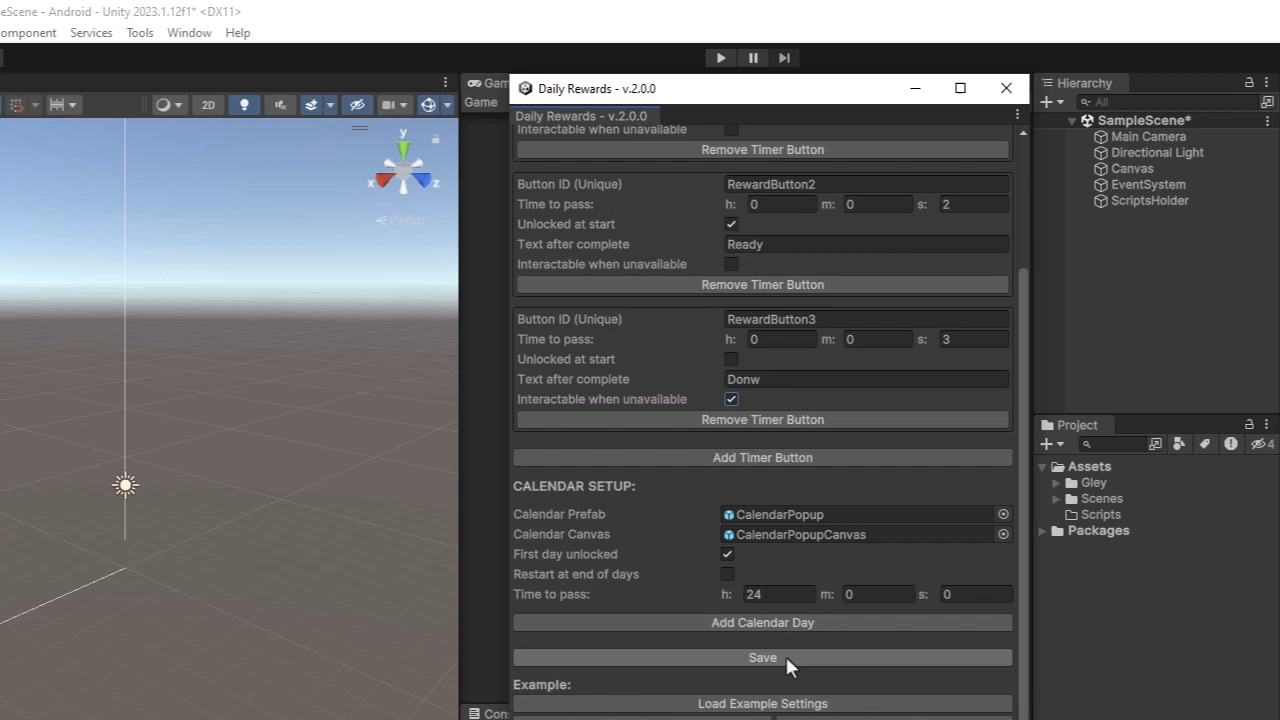 eScene - Android - Unity 2023.1.12f1* <DX11>
omponent Services Tools Window Help
Gam
Game
2D
y
x
z
Persp
Daily Rewards - v.2.0.0
Daily Rewards - v.2.0.0
Interactable when unavailable
Remove Timer Button
Button ID (Unique) RewardButton2
Time to pass: h: 0 m: 0 s: 2
Unlocked at start
Text after complete Ready
Interactable when unavailable
Remove Timer Button
Button ID (Unique) RewardButton3
Time to pass: h: 0 m: 0 s: 3
Unlocked at start
Text after complete Donw
Interactable when unavailable
Remove Timer Button
Add Timer Button
CALENDAR SETUP:
Calendar Prefab CalendarPopup
Calendar Canvas CalendarPopupCanvas
First day unlocked
Restart at end of days
Time to pass: h: 24 m: 0 s: 0
Add Calendar Day
Save
Example:
Load Example Settings
Con
Hierarchy
All
SampleScene*
Main Camera
Directional Light
Canvas
EventSystem
ScriptsHolder
Project
4
Assets
Gley
Scenes
Scripts
Packages